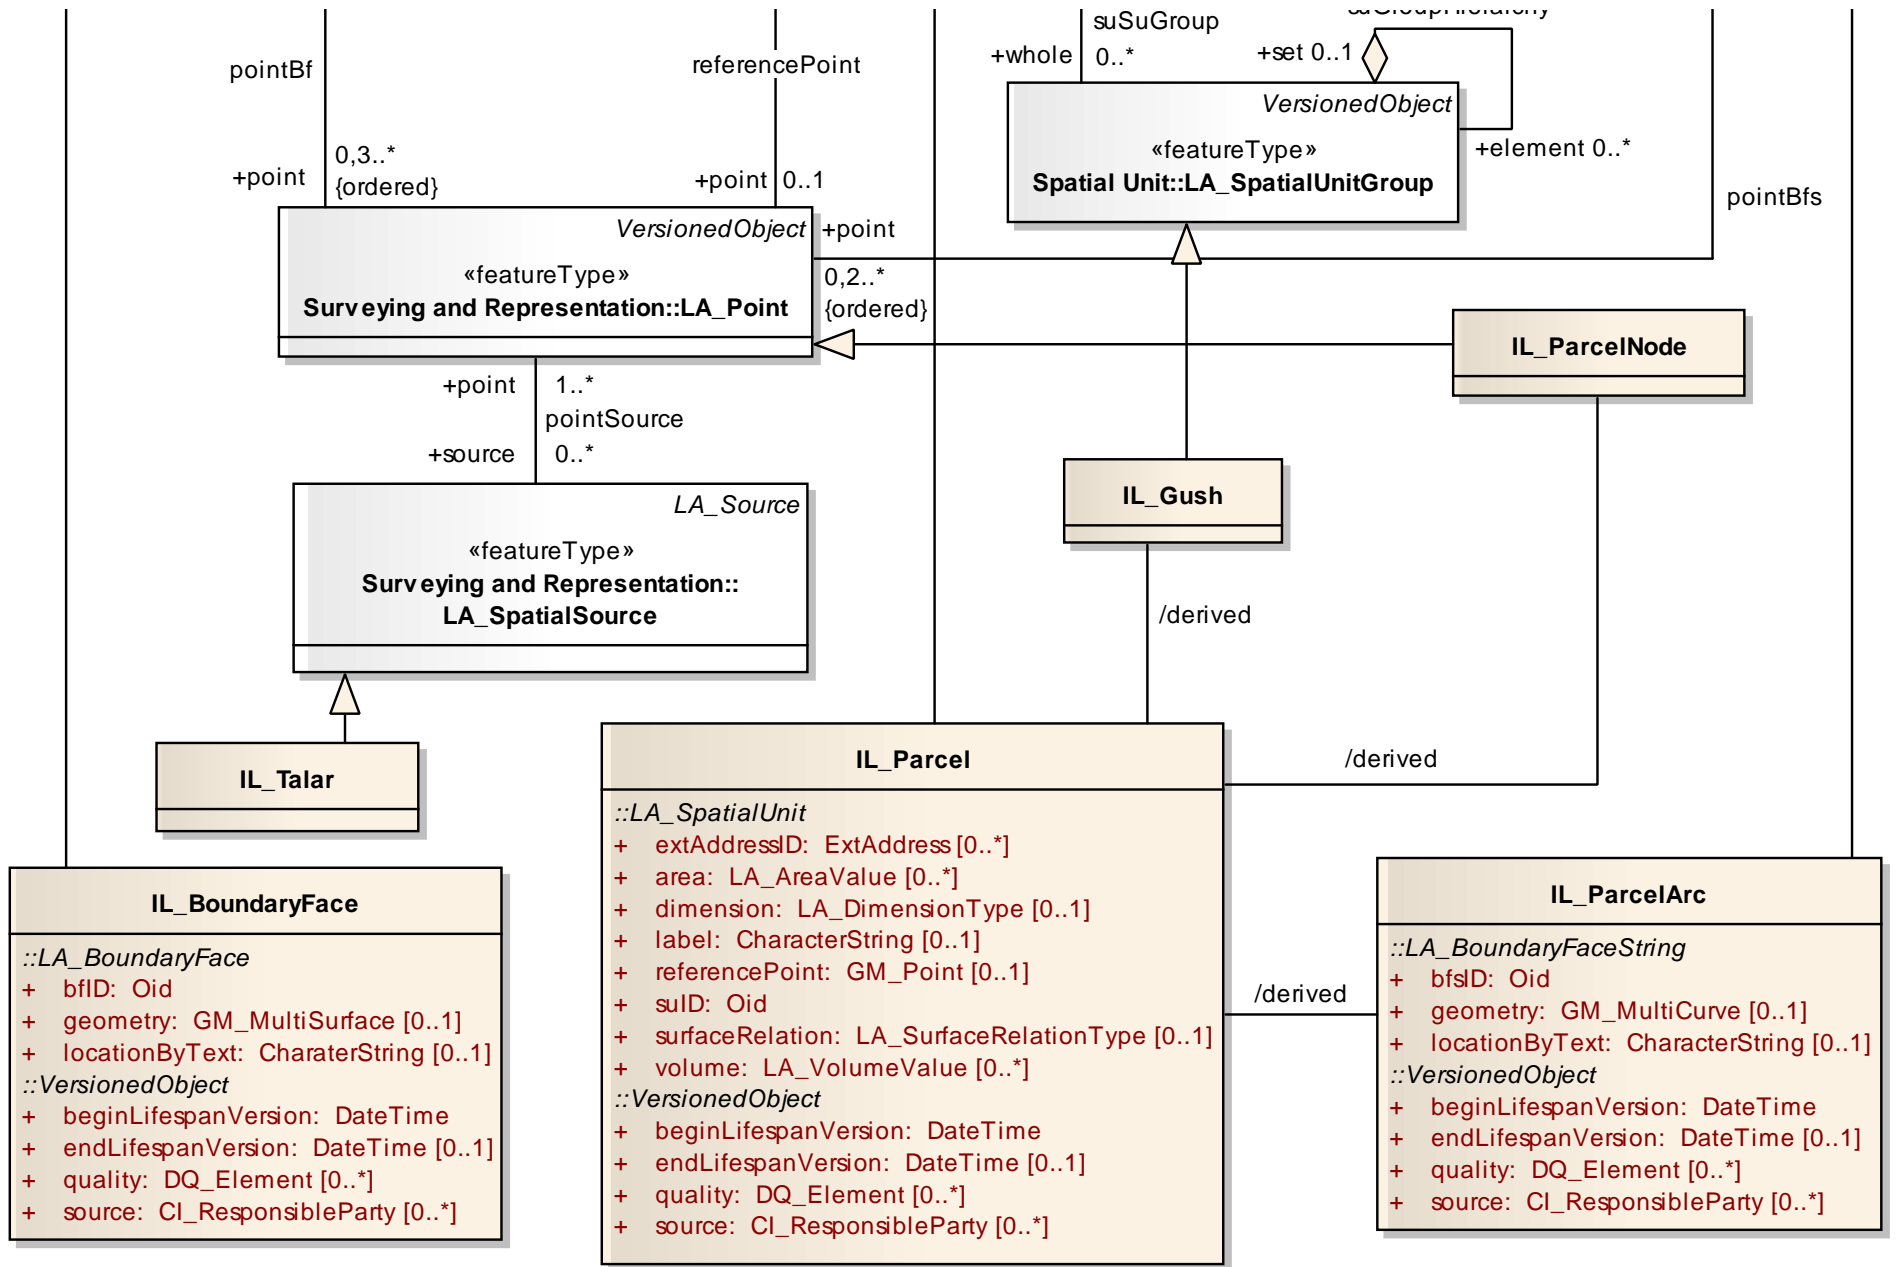 suSuGroup
+whole
0..*
+set 0..1
VersionedObject
«featureType»
Spatial Unit::LA_SpatialUnitGroup
+element 0..*
pointBf
referencePoint
0,3..*
{ordered}
+point
+point
0..1
pointBfs
VersionedObject
«featureType»
Surveying and Representation::LA_Point
+point
0,2..*
{ordered}
IL_ParcelNode
+point
1..*
pointSource
+source
0..*
LA_Source
«featureType»
Surveying and Representation::
LA_SpatialSource
IL_Gush
/derived
IL_Talar
/derived
IL_BoundaryFace
::LA_BoundaryFace
+ bfID: Oid
+ geometry: GM_MultiSurface [0..1]
+ locationByText: CharaterString [0..1]
::VersionedObject
+ beginLifespanVersion: DateTime
+ endLifespanVersion: DateTime [0..1]
+ quality: DQ_Element [0..*]
+ source: CI_ResponsibleParty [0..*]
IL_Parcel
::LA_SpatialUnit
+ extAddressID: ExtAddress [0..*]
+ area: LA_AreaValue [0..*]
+ dimension: LA_DimensionType [0..1]
+ label: CharacterString [0..1]
+ referencePoint: GM_Point [0..1]
+ suID: Oid
+ surfaceRelation: LA_SurfaceRelationType [0..1]
+ volume: LA_VolumeValue [0..*]
::VersionedObject
+ beginLifespanVersion: DateTime
+ endLifespanVersion: DateTime [0..1]
+ quality: DQ_Element [0..*]
+ source: CI_ResponsibleParty [0..*]
/derived
IL_ParcelArc
::LA_BoundaryFaceString
+ bfsID: Oid
+ geometry: GM_MultiCurve [0..1]
+ locationByText: CharacterString [0..1]
::VersionedObject
+ beginLifespanVersion: DateTime
+ endLifespanVersion: DateTime [0..1]
+ quality: DQ_Element [0..*]
+ source: CI_ResponsibleParty [0..*]